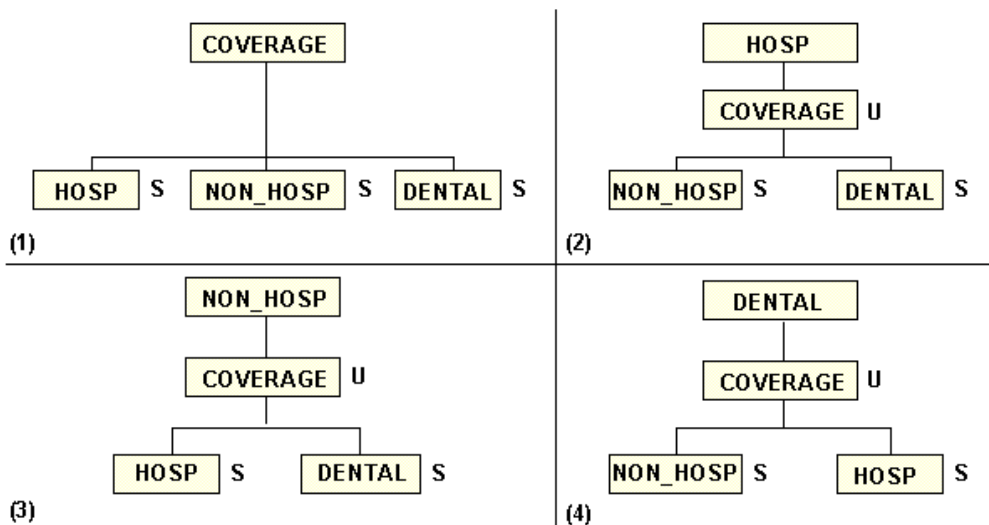 COVERAGE
HOSP S NON_HOSP S DENTAL S
(1)
HOSP
COVERAGE U
NON_HOSP S DENTAL S
(2)
NON_HOSP
COVERAGE U
HOSP S DENTAL S
(3)
DENTAL
COVERAGE U
NON_HOSP S HOSP S
(4)